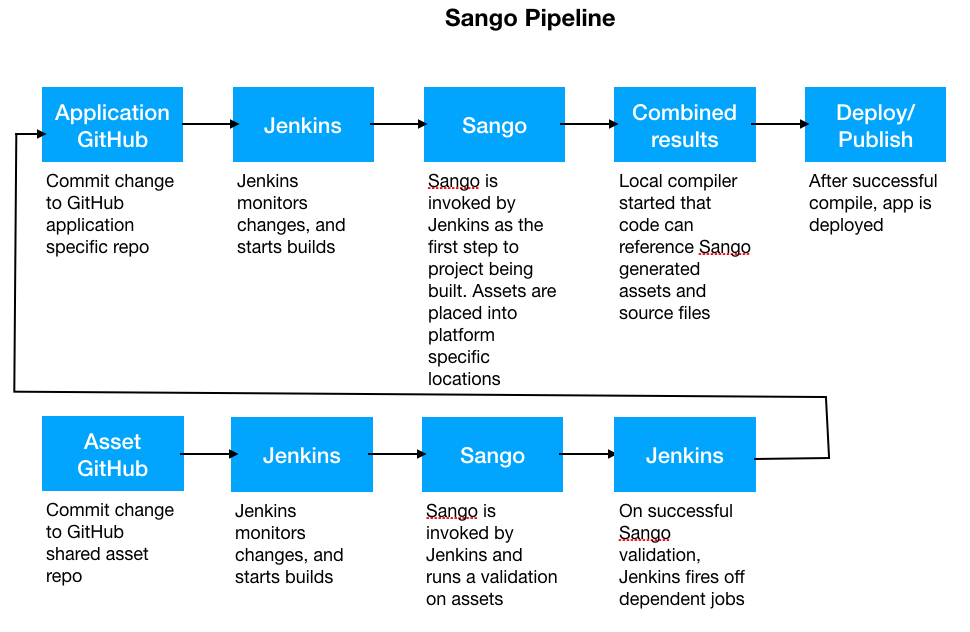 Sango Pipeline
Application
GitHub
Jenkins
Sango
Combined
results
Deploy/
Publish
Commit change
to GitHub
application
specific repo
Jenkins
monitors
changes, and
starts builds
Sango is
invoked by
Jenkins as the
first step to
project being
built. Assets are
placed into
platform
specific
locations
Local compiler
started that
code can
reference Sango
generated
assets and
source files
After successful
compile, app is
deployed
Asset
GitHub
Jenkins
Sango
Jenkins
Commit change
to GitHub
shared asset
repo
Jenkins
monitors
changes, and
starts builds
Sango is
invoked by
Jenkins and
runs a validation
on assets
On successful
Sango
validation,
Jenkins fires off
dependent jobs